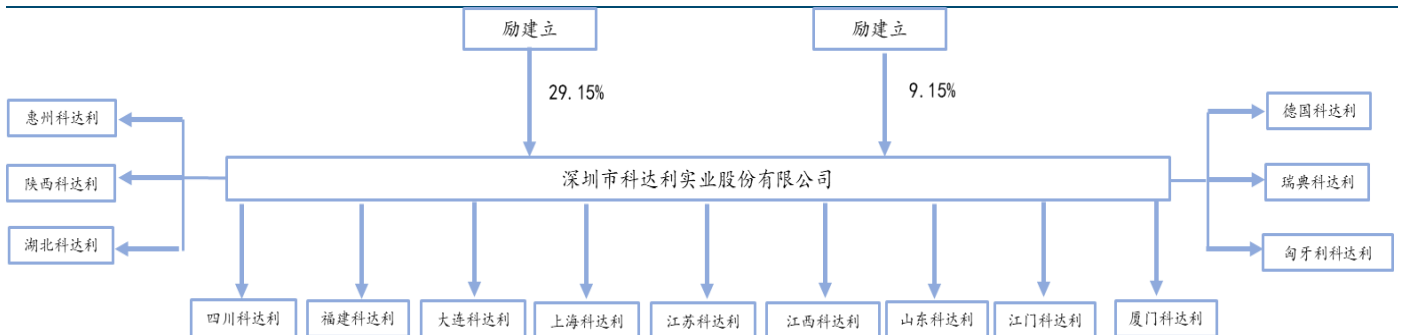 励建立
励建立
29.15%
9.15%
惠州科达利
德国科达利
深圳市科达利实业股份有限公司
陕西科达利
瑞典科达利
湖北科达利
匈牙利科达利
四川科达利
福建科达利
大连科达利
上海科达利
江苏科达利
江西科达利
山东科达利
江门科达利
厦门科达利